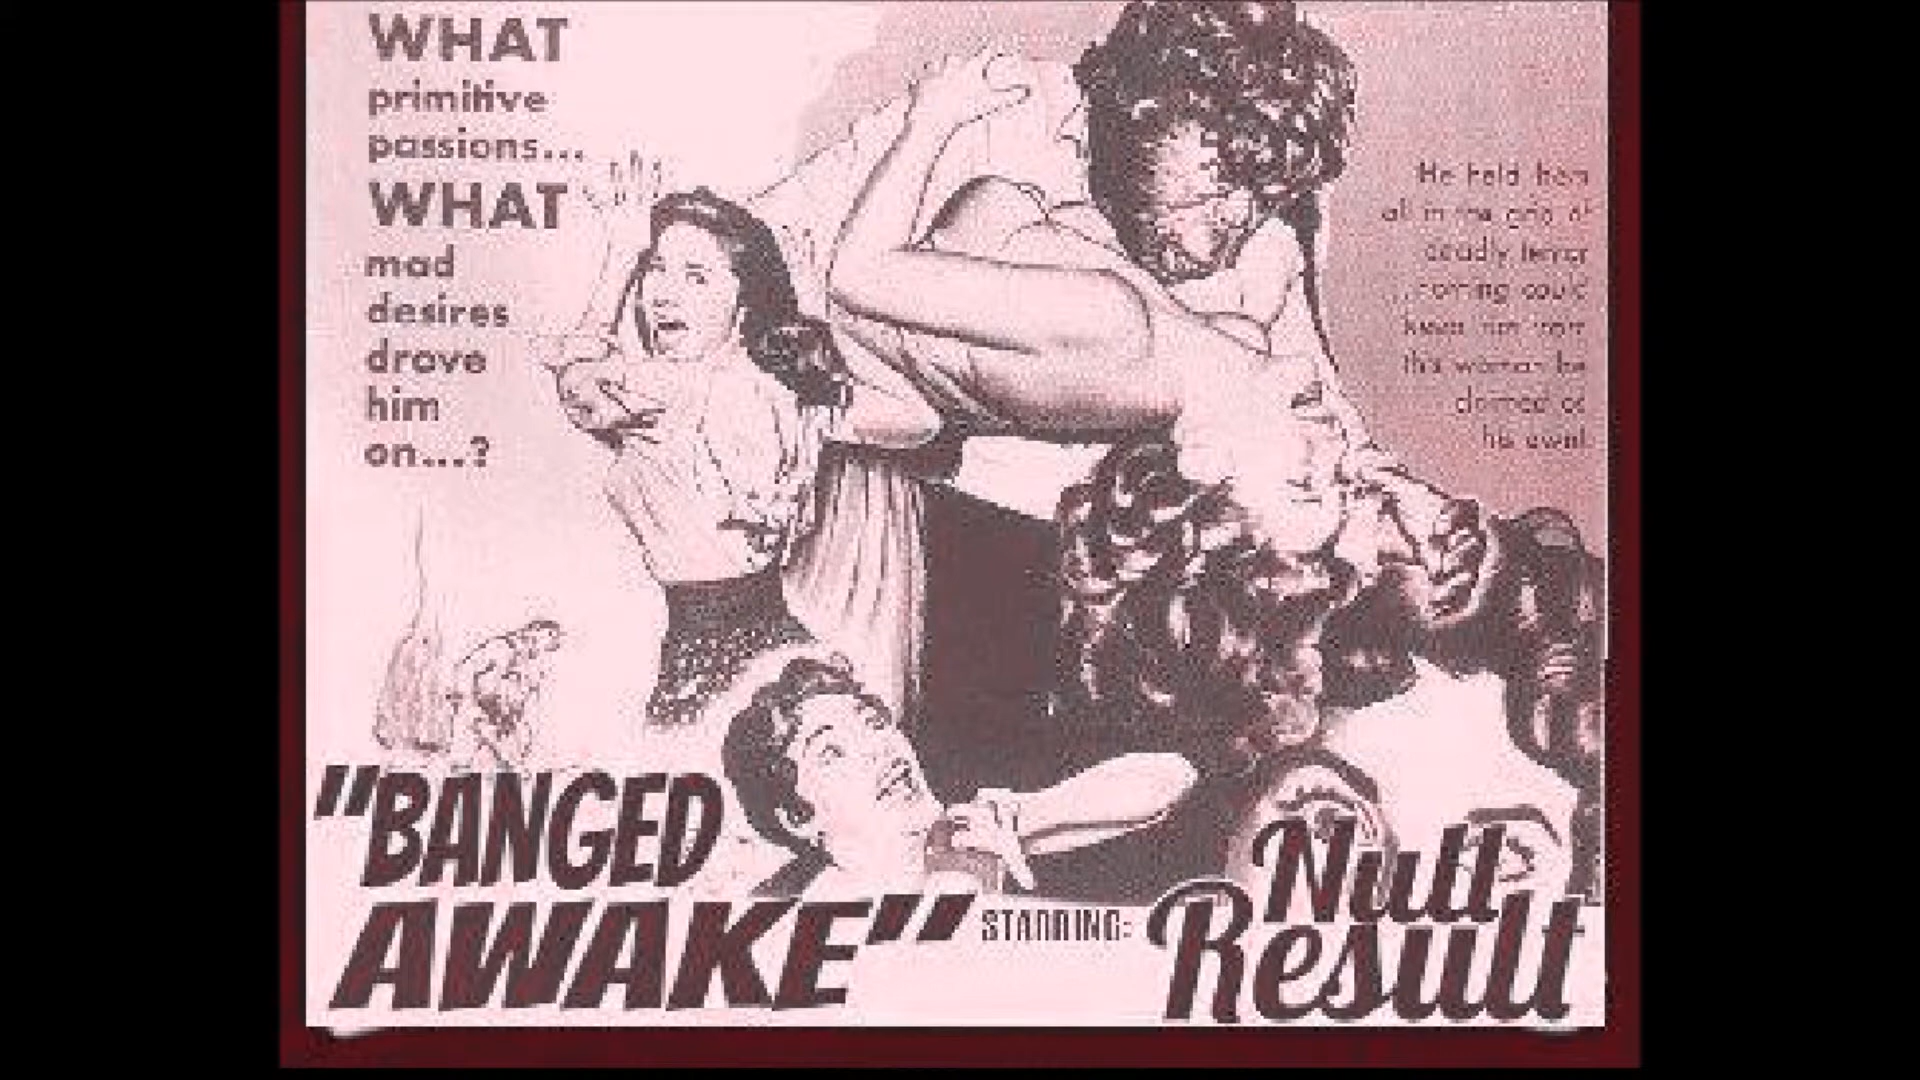 WHAT
primitive
passions...
WHAT
mad
desires
drove
him
on...?
He held them
all in the grip of
deadly terror
nothing could
keep him from
this woman he
claimed as
his own!
"BANGED
AWAKE"
STARRING:
Null
Result